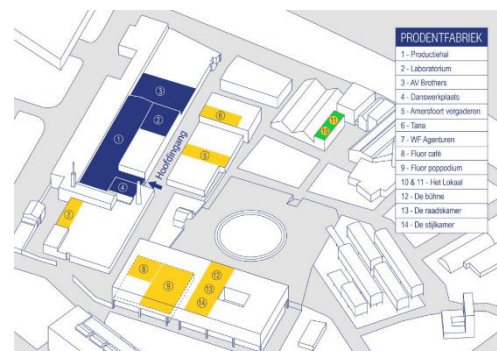 PRODENTFABRIEK
1 - Productiehal
2 - Laboratorium
3 - AV Brothers
4 - Danswerkplaats
5 - Amersfoort vergaderen
6 - Tana
7 - WF Agenturen
8 - Fluor café
9 - Fluor poppodium
10 & 11 - Het Lokaal
12 - De bühne
13 - De raadskamer
14 - De stijlkamer
3
2
1
4
Hoofdingang
6
5
11
10
7
8
9
12
13
14